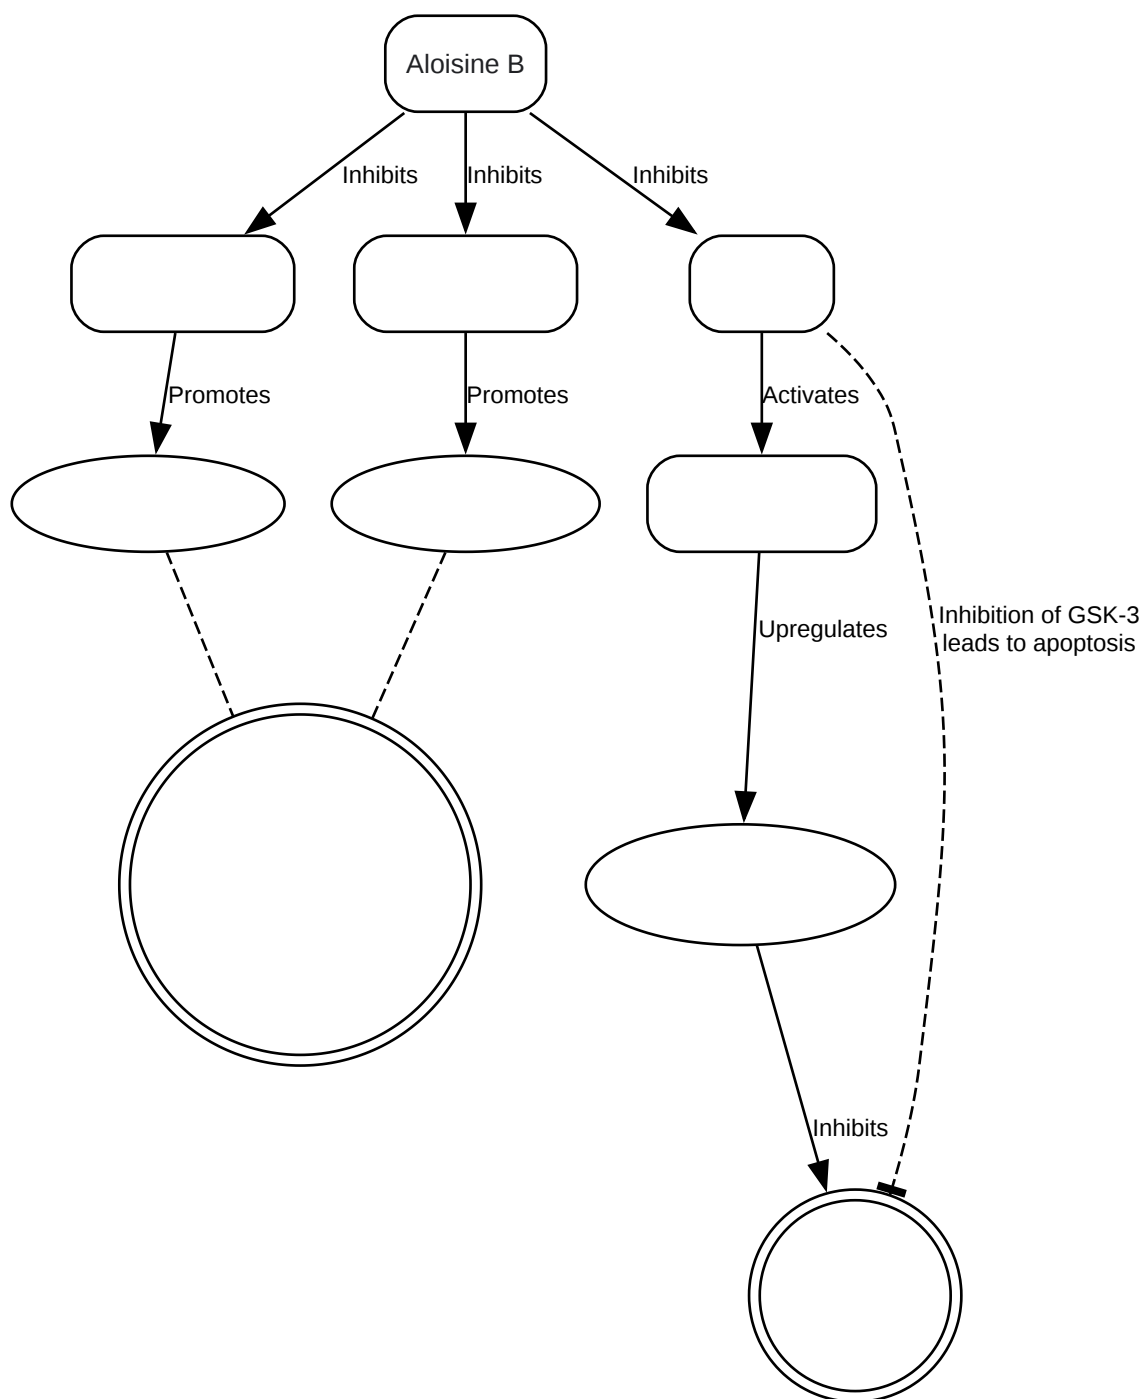 Aloisine B
Inhibits
Inhibits
Inhibits
Promotes
Promotes
Activates
Inhibition of GSK-3
leads to apoptosis
Upregulates
Inhibits